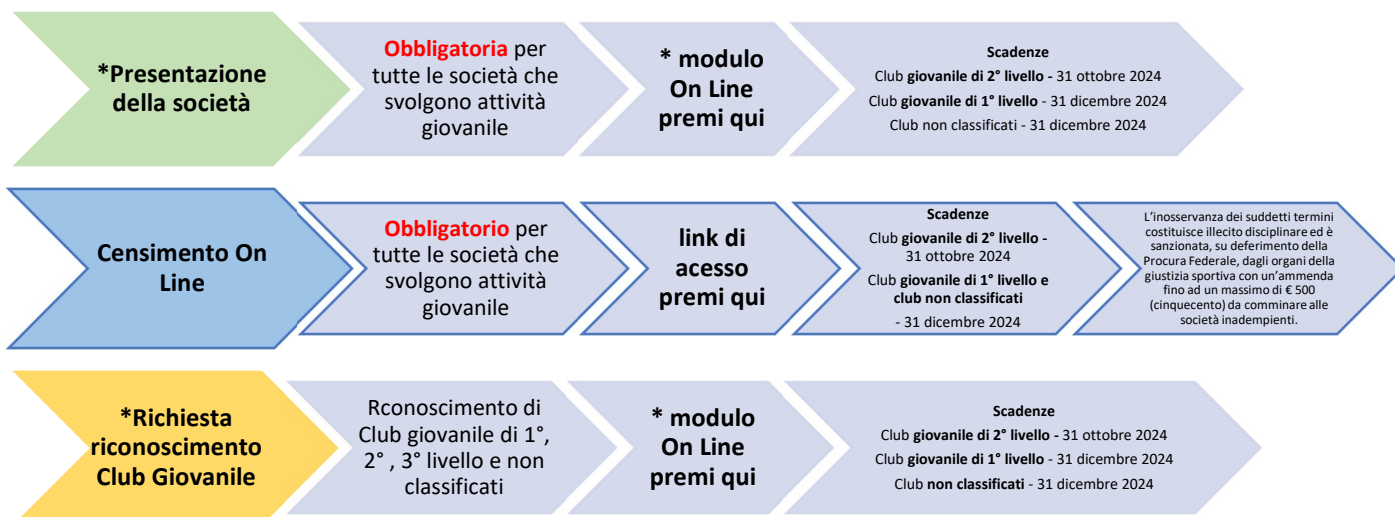 *Presentazione
della società
Obbligatoria per
tutte le società che
svolgono attività
giovanile
* modulo
On Line
premi qui
Scadenze
Club giovanile di 2° livello - 31 ottobre 2024
Club giovanile di 1° livello - 31 dicembre 2024
Club non classificati - 31 dicembre 2024
Censimento On
Line
Obbligatorio per
tutte le società che
svolgono attività
giovanile
link di
acesso
premi qui
Scadenze
Club giovanile di 2° livello -
31 ottobre 2024
Club giovanile di 1° livello e
club non classificati
- 31 dicembre 2024
L’inosservanza dei suddetti termini
costituisce illecito disciplinare ed è
sanzionata, su deferimento della
Procura Federale, dagli organi della
giustizia sportiva con un’ammenda
fino ad un massimo di € 500
(cinquecento) da comminare alle
società inadempienti.
*Richiesta
riconoscimento
Club Giovanile
Rconoscimento di
Club giovanile di 1°,
2° , 3° livello e non
classificati
* modulo
On Line
premi qui
Scadenze
Club giovanile di 2° livello - 31 ottobre 2024
Club giovanile di 1° livello - 31 dicembre 2024
Club non classificati - 31 dicembre 2024